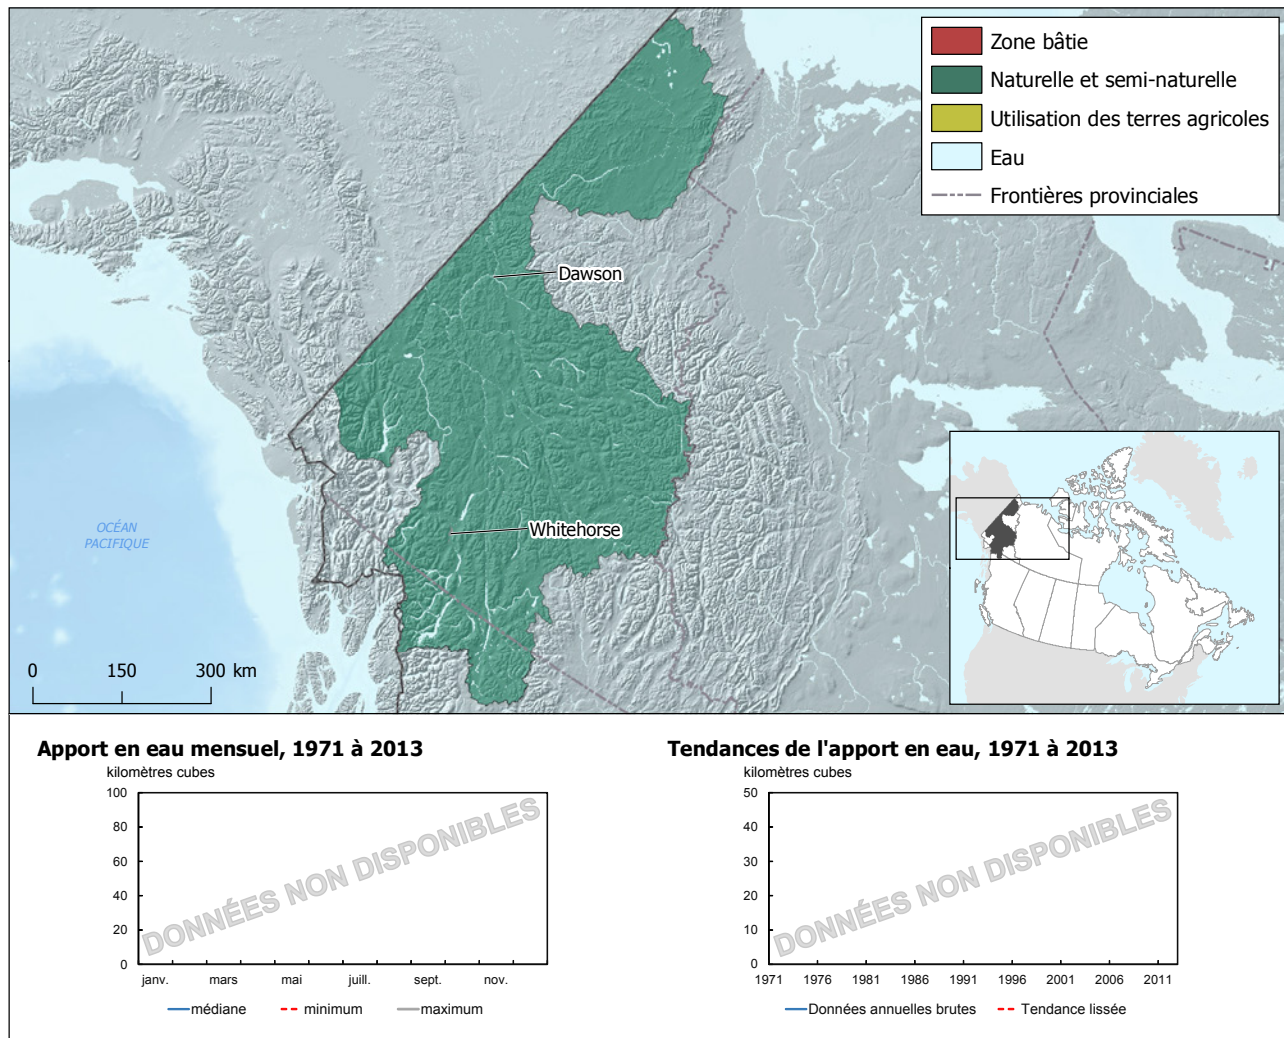 Zone bâtie
Naturelle et semi-naturelle
Utilisation des terres agricoles
Eau
Frontières provinciales
Dawson
Whitehorse
OCÉAN
PACIFIQUE
0 150 300 km
Apport en eau mensuel, 1971 à 2013
kilomètres cubes
100
80
60
40
20
0
DONNÉES NON DISPONIBLES
janv. mars mai juill. sept. nov.
médiane minimum maximum
Tendances de l'apport en eau, 1971 à 2013
kilomètres cubes
50
40
30
20
10
0
DONNÉES NON DISPONIBLES
1971 1976 1981 1986 1991 1996 2001 2006 2011
Données annuelles brutes Tendance lissée